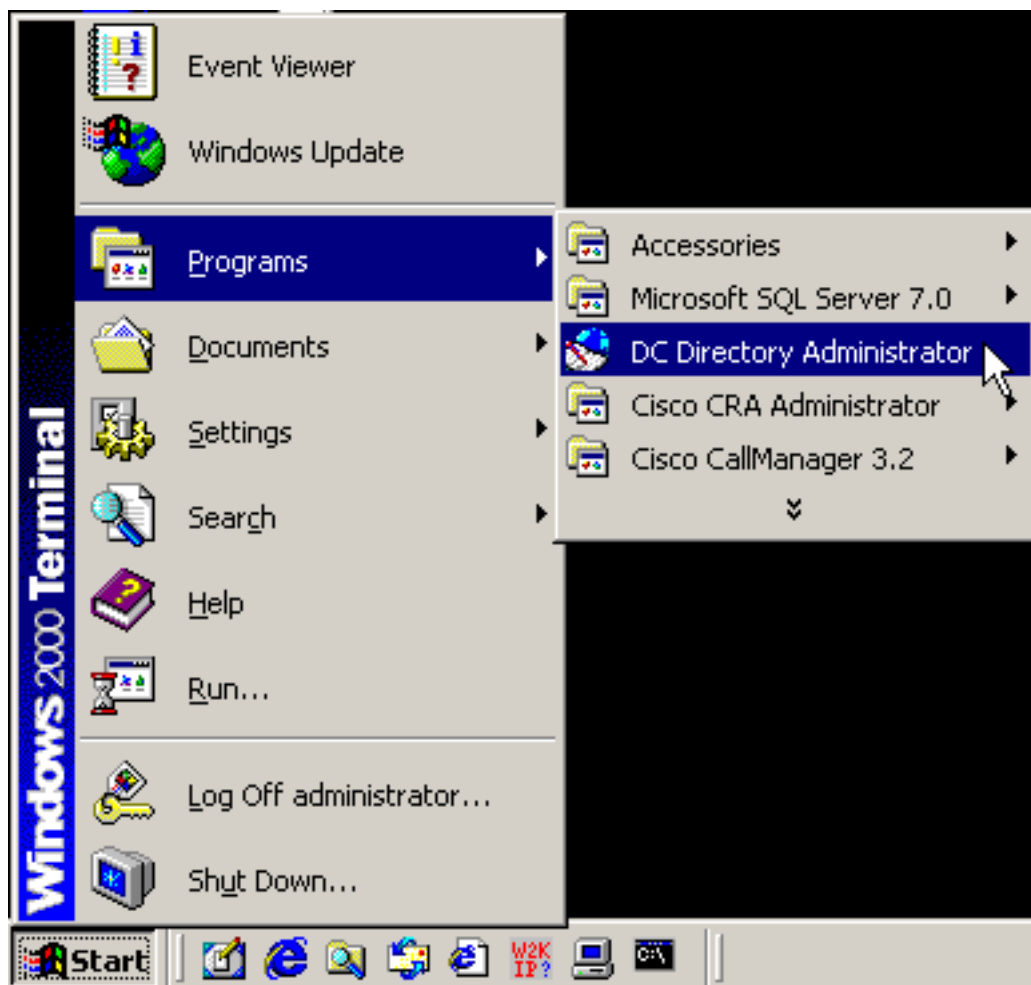 Event Viewer
Windows Update
Programs
Documents
Settings
Search
Help
Run...
Log Off administrator...
Shut Down...
Windows 2000 Terminal
Accessories
Microsoft SQL Server 7.0
DC Directory Administrator
Cisco CRA Administrator
Cisco CallManager 3.2
Start
W2K
IP?
C:\